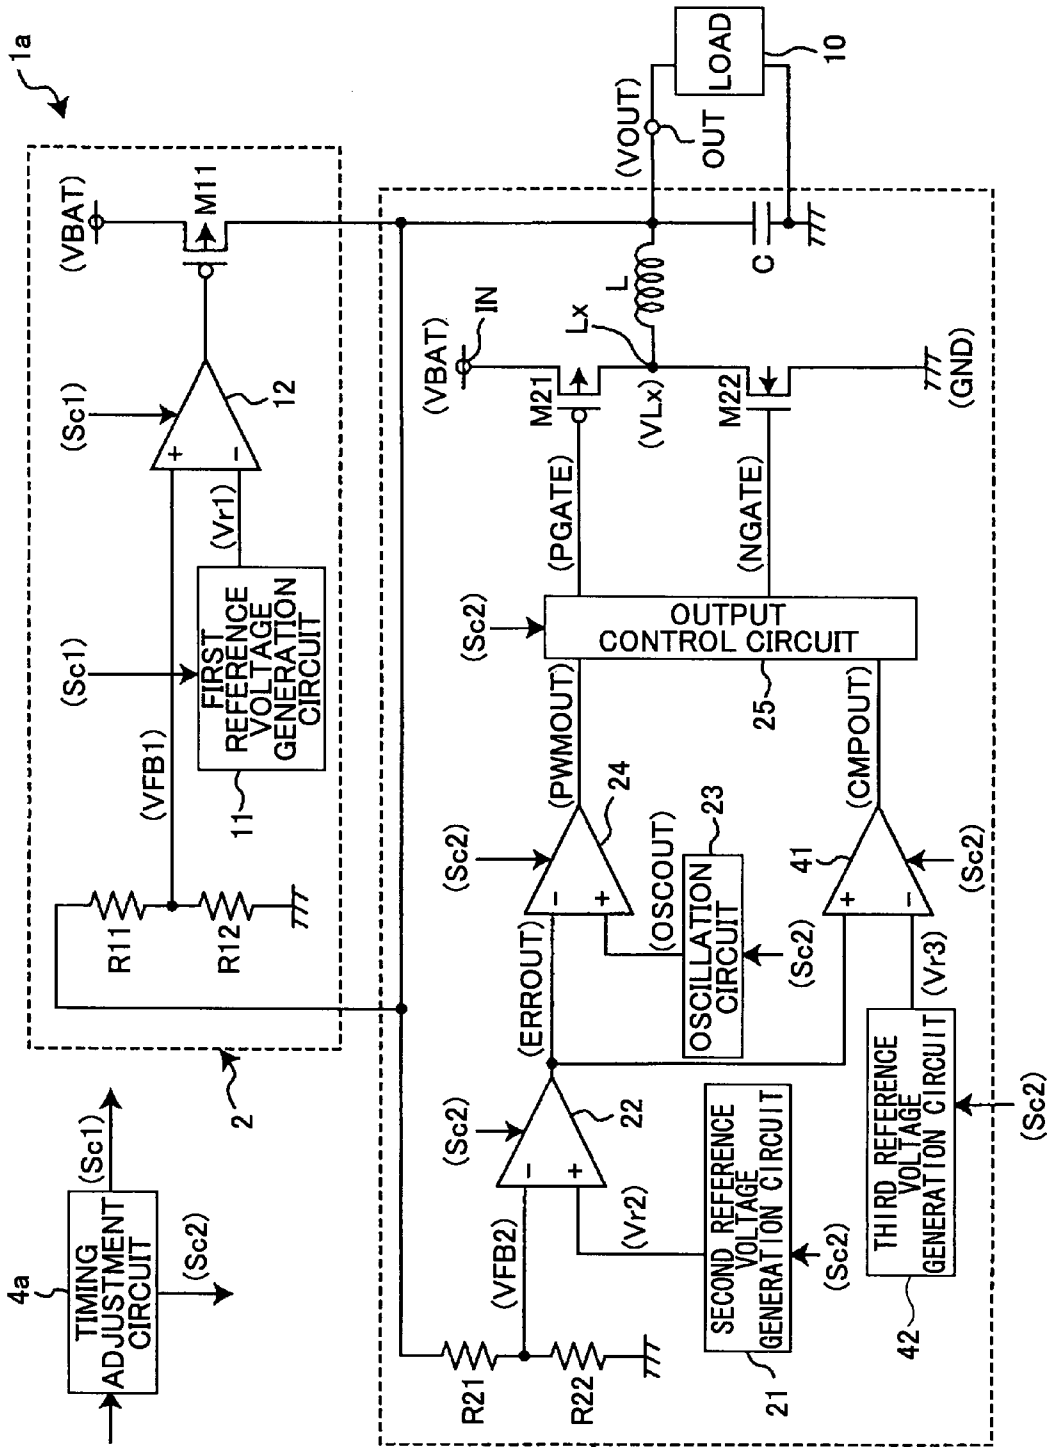 1a
4a
TIMING
ADJUSTMENT
CIRCUIT
(Sc1)
(Sc2)
2
R11
R12
(VFB1)
(Sc1)
11
FIRST
REFERENCE
VOLTAGE
GENERATION
CIRCUIT
(Vr1)
(Sc1)
+
−
12
(VBAT)
M11
R21
R22
(VFB2)
(Sc2)
−
+
22
(Vr2)
SECOND REFERENCE
VOLTAGE
GENERATION CIRCUIT
21
(Sc2)
(ERROUT)
(Sc2)
−
+
24
(PWMOUT)
(OSCOUT)
23
OSCILLATION
CIRCUIT
(Sc2)
THIRD REFERENCE
VOLTAGE
GENERATION CIRCUIT
42
(Sc2)
(Vr3)
41
+
−
(Sc2)
(CMPOUT)
(Sc2)
OUTPUT
CONTROL CIRCUIT
25
(PGATE)
(NGATE)
(VBAT)
IN
M21
Lx
(VLx)
M22
(GND)
L
C
(VOUT)
OUT
LOAD
10